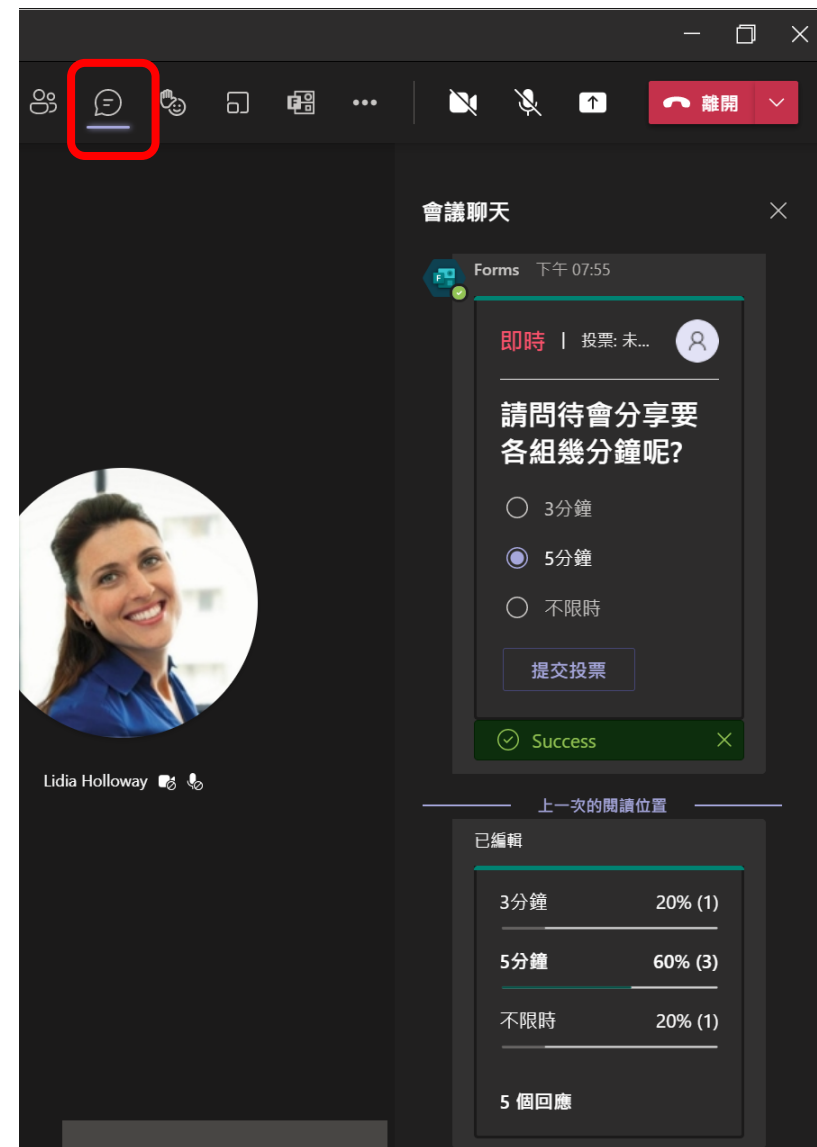 離開
會議聊天
Forms 下午 07:55
即時 | 投票: 未...
請問待會分享要
各組幾分鐘呢?
3分鐘
5分鐘
不限時
提交投票
Success
Lidia Holloway
上一次的閱讀位置
已編輯
3分鐘 20% (1)
5分鐘 60% (3)
不限時 20% (1)
5 個回應